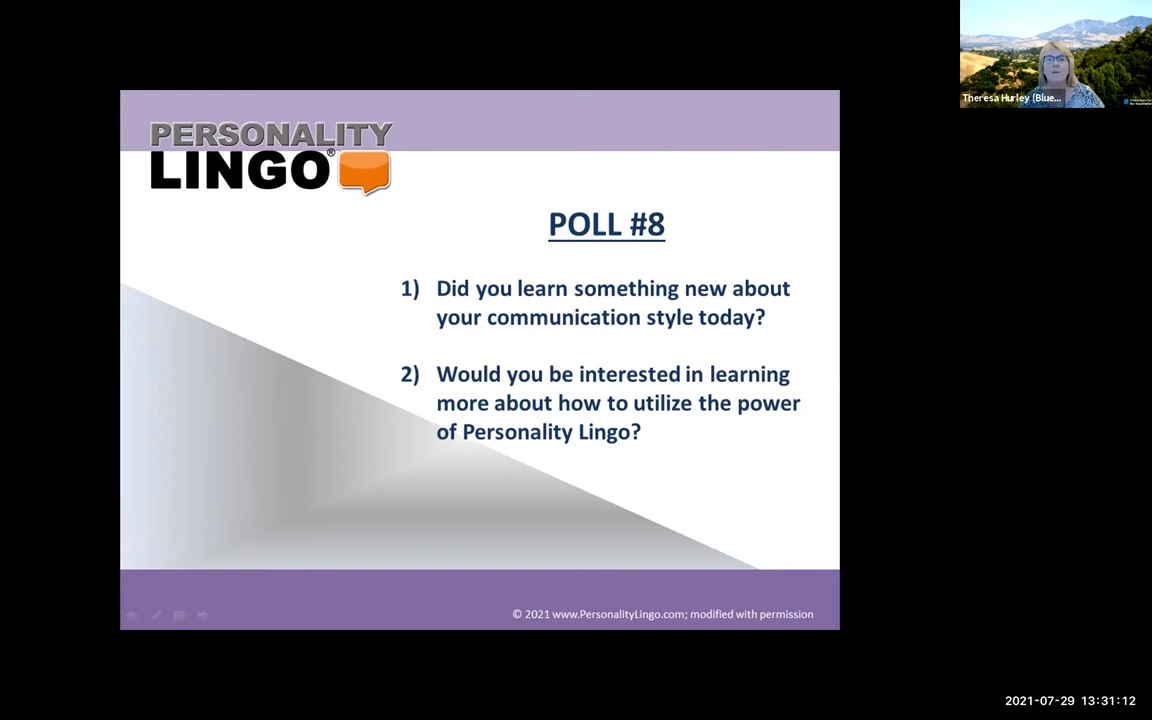 Theresa Hurley (Blue...
PERSONALITY
LINGO®
POLL #8
1) Did you learn something new about
your communication style today?
2) Would you be interested in learning
more about how to utilize the power
of Personality Lingo?
© 2021 www.PersonalityLingo.com; modified with permission
2021-07-29 13:31:12